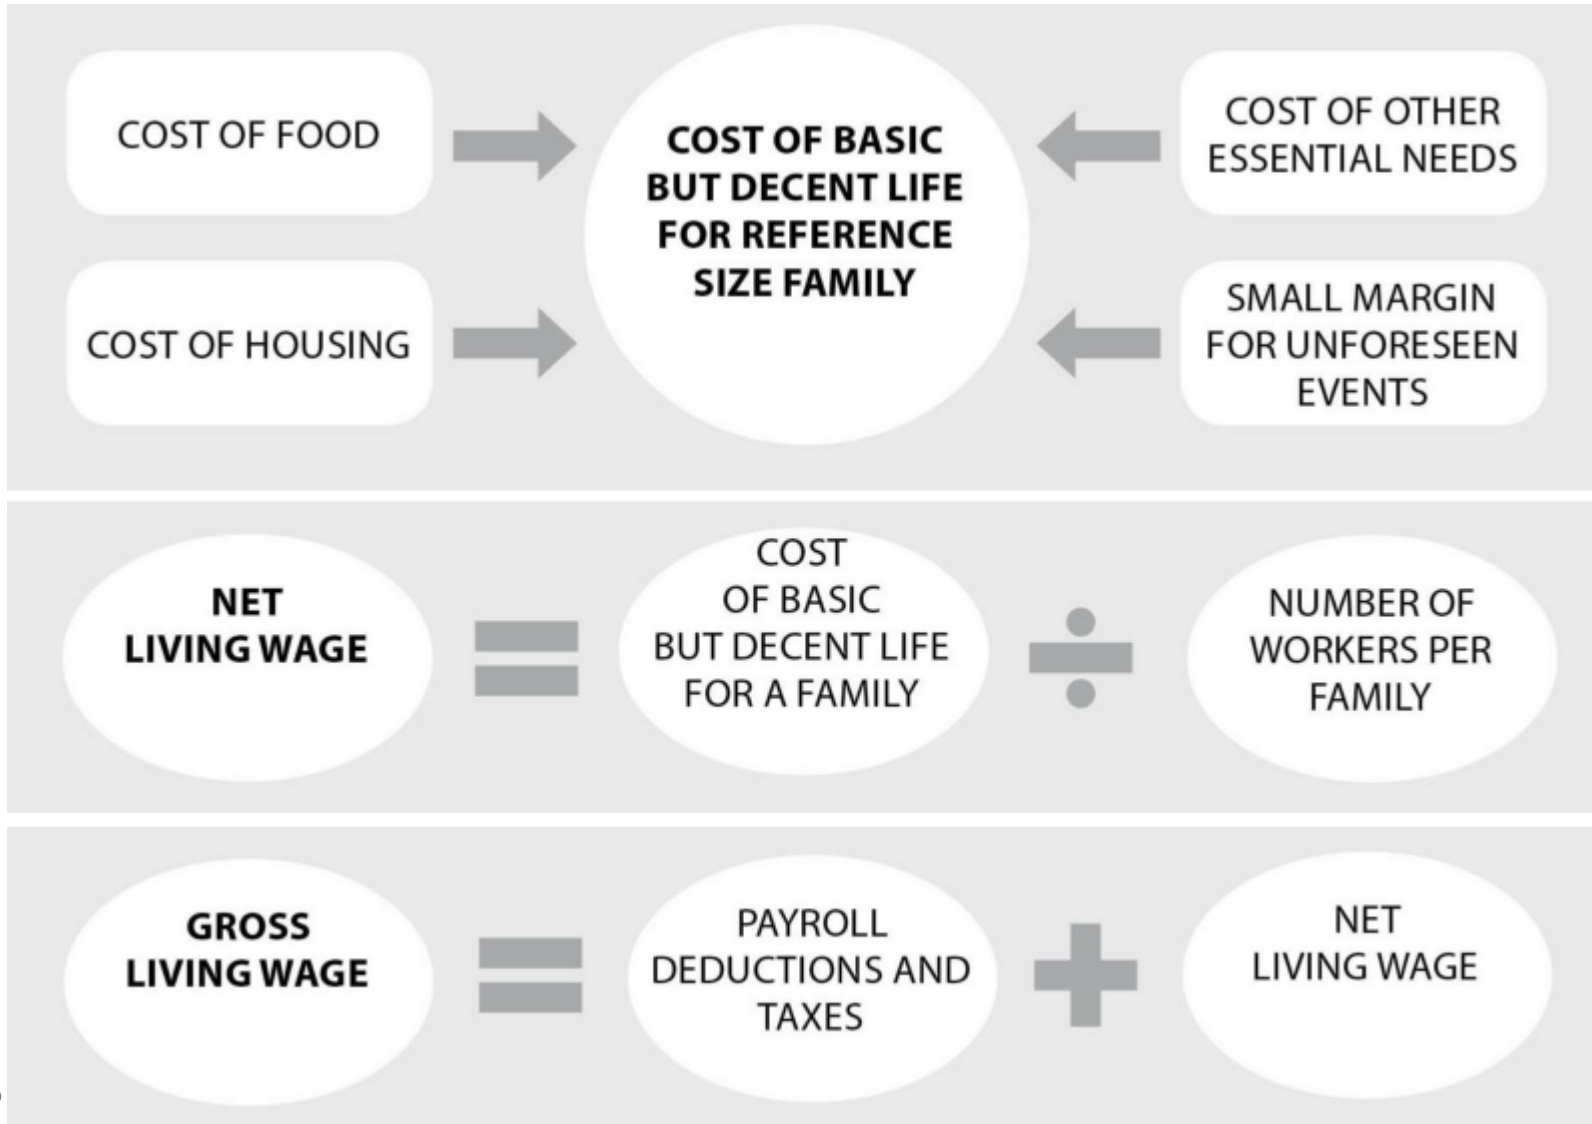 COST OF FOOD
COST OF HOUSING
COST OF BASIC
BUT DECENT LIFE
FOR REFERENCE
SIZE FAMILY
COST OF OTHER
ESSENTIAL NEEDS
SMALL MARGIN
FOR UNFORESEEN
EVENTS
NET
LIVING WAGE
COST
OF BASIC
BUT DECENT LIFE
FOR A FAMILY
NUMBER OF
WORKERS PER
FAMILY
GROSS
LIVING WAGE
PAYROLL
DEDUCTIONS AND
TAXES
NET
LIVING WAGE